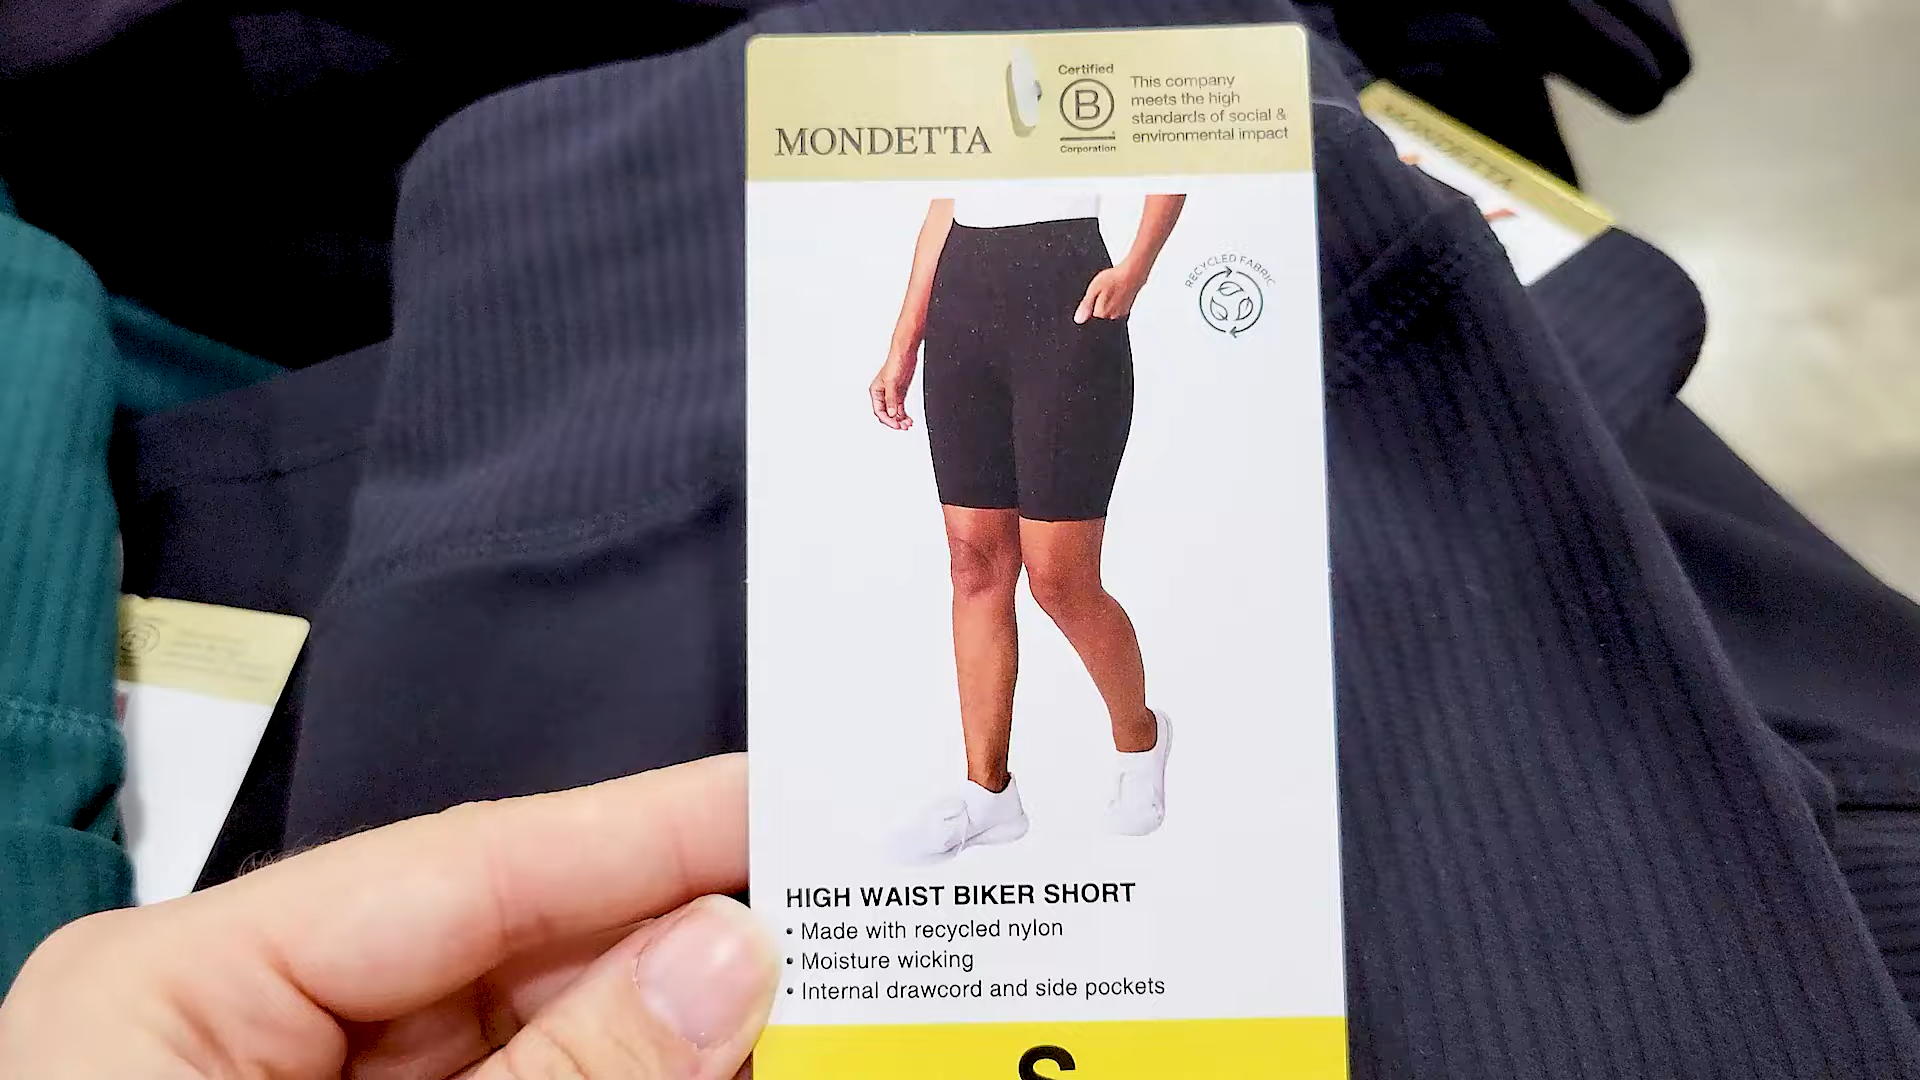 MONDETTA
Certified
B
Corporation
This company
meets the high
standards of social &
environmental impact
RECYCLED FABRIC
HIGH WAIST BIKER SHORT
• Made with recycled nylon
• Moisture wicking
• Internal drawcord and side pockets
S
MONDETTA